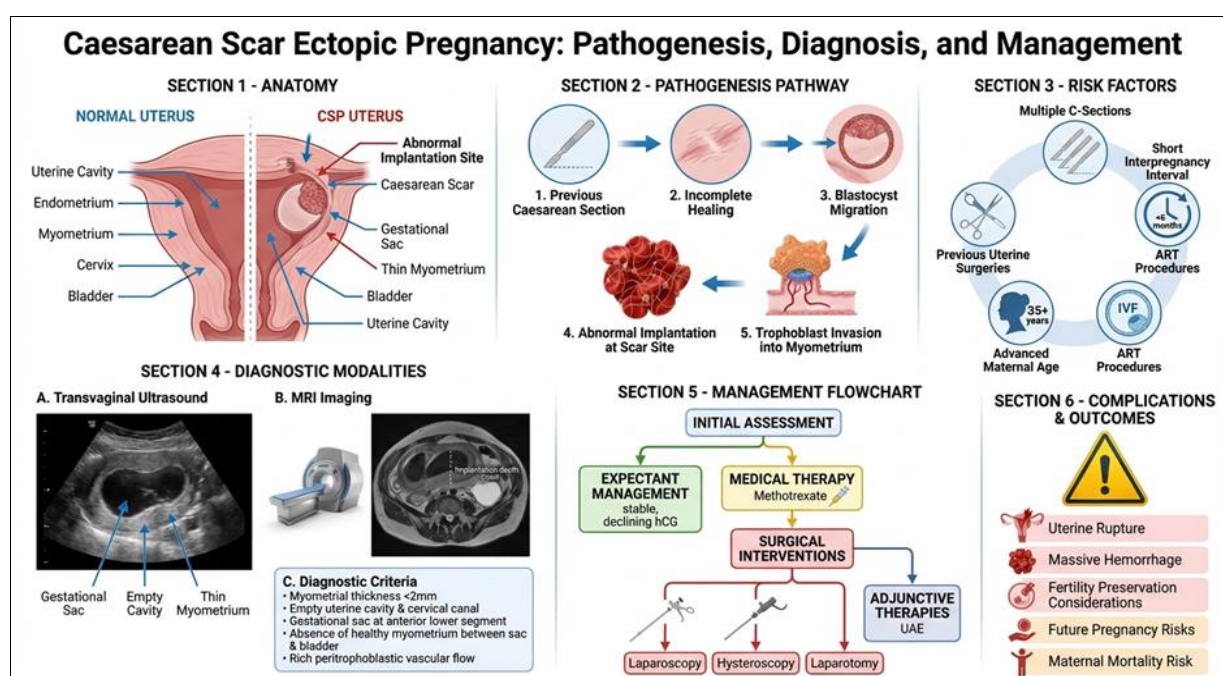 Caesarean Scar Ectopic Pregnancy: Pathogenesis, Diagnosis, and Management
SECTION 1 - ANATOMY
NORMAL UTERUS
CSP UTERUS
Uterine Cavity
Endometrium
Myometrium
Cervix
Bladder
Abnormal
Implantation Site
Caesarean Scar
Gestational
Sac
Thin Myometrium
Bladder
Uterine Cavity
SECTION 2 - PATHOGENESIS PATHWAY
1. Previous
Caesarean Section
2. Incomplete
Healing
3. Blastocyst
Migration
4. Abnormal Implantation
at Scar Site
5. Trophoblast Invasion
into Myometrium
SECTION 3 - RISK FACTORS
Multiple C-Sections
Short
Interpregnancy
Interval
<6
months
ART
Procedures
Previous Uterine
Surgeries
35+
years
Advanced
Maternal Age
IVF
ART
Procedures
SECTION 4 - DIAGNOSTIC MODALITIES
A. Transvaginal Ultrasound
Gestational
Sac
Empty
Cavity
Thin
Myometrium
B. MRI Imaging
Implantation depth
C. Diagnostic Criteria
• Myometrial thickness <2mm
• Empty uterine cavity & cervical canal
• Gestational sac at anterior lower segment
• Absence of healthy myometrium between sac
& bladder
• Rich peritrophoblastic vascular flow
SECTION 5 - MANAGEMENT FLOWCHART
INITIAL ASSESSMENT
EXPECTANT
MANAGEMENT
stable,
declining hCG
MEDICAL THERAPY
Methotrexate
SURGICAL
INTERVENTIONS
ADJUNCTIVE
THERAPIES
UAE
Laparoscopy
Hysteroscopy
Laparotomy
SECTION 6 - COMPLICATIONS
& OUTCOMES
Uterine Rupture
Massive Hemorrhage
Fertility Preservation
Considerations
Future Pregnancy Risks
Maternal Mortality Risk